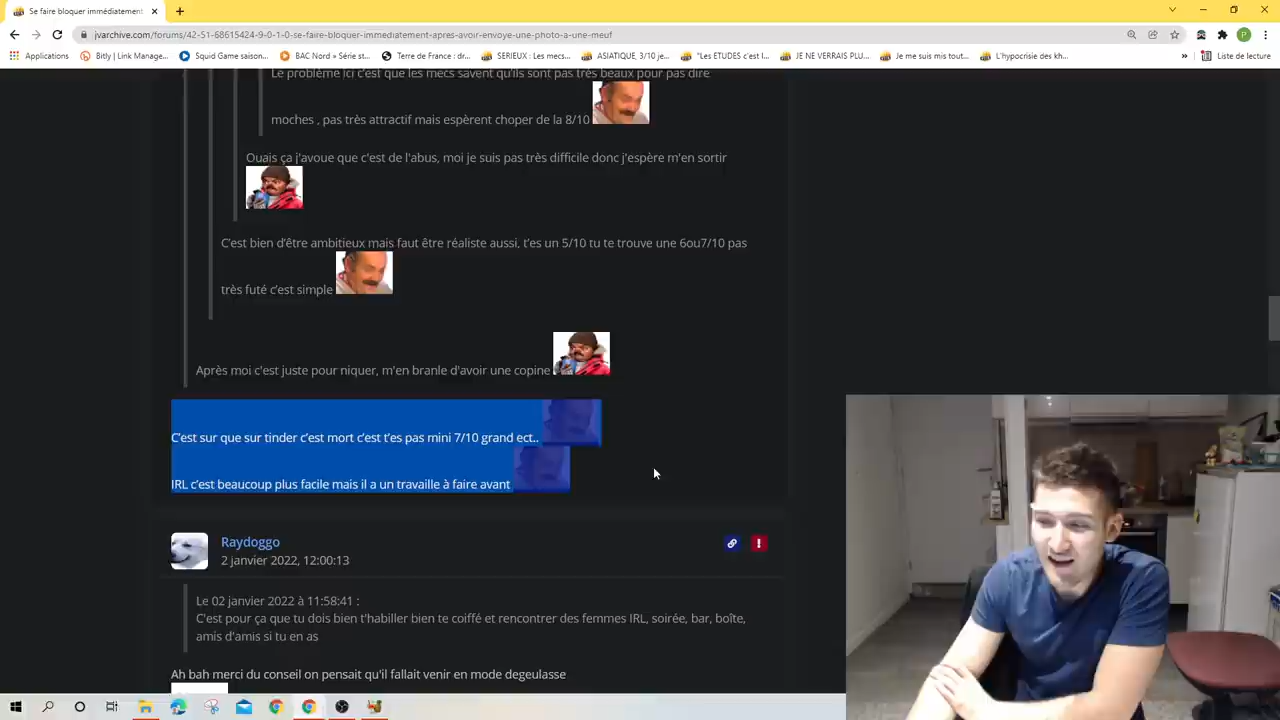 Se faire bloquer immédiatement
jvarchive.com/forums/42-51-68615424-9-0-1-0-se-faire-bloquer-immediatement-apres-avoir-envoye-une-photo-a-une-meuf
P
Applications
Bitly | Link Manage...
Squid Game saison...
BAC Nord » Série st...
Terre de France : dr...
SERIEUX : Les mecs...
ASIATIQUE, 3/10 je...
"Les ETUDES c'est l...
JE NE VERRAIS PLU...
Je me suis mis tout...
L'hypocrisie des kh...
»
Liste de lecture
Le problème ici c'est que les mecs savent qu'ils sont pas très beaux pour pas dire
moches , pas très attractif mais espèrent choper de la 8/10
Ouais ça j'avoue que c'est de l'abus, moi je suis pas très difficile donc j'espère m'en sortir
C'est bien d'être ambitieux mais faut être réaliste aussi, t'es un 5/10 tu te trouve une 6ou7/10 pas
très futé c'est simple
Après moi c'est juste pour niquer, m'en branle d'avoir une copine
C'est sur que sur tinder c'est mort c'est t'es pas mini 7/10 grand ect..
IRL c'est beaucoup plus facile mais il a un travaille à faire avant
Raydoggo
2 janvier 2022, 12:00:13
Le 02 janvier 2022 à 11:58:41 :
C'est pour ça que tu dois bien t'habiller bien te coiffé et rencontrer des femmes IRL, soirée, bar, boîte,
amis d'amis si tu en as
Ah bah merci du conseil on pensait qu'il fallait venir en mode degeulasse